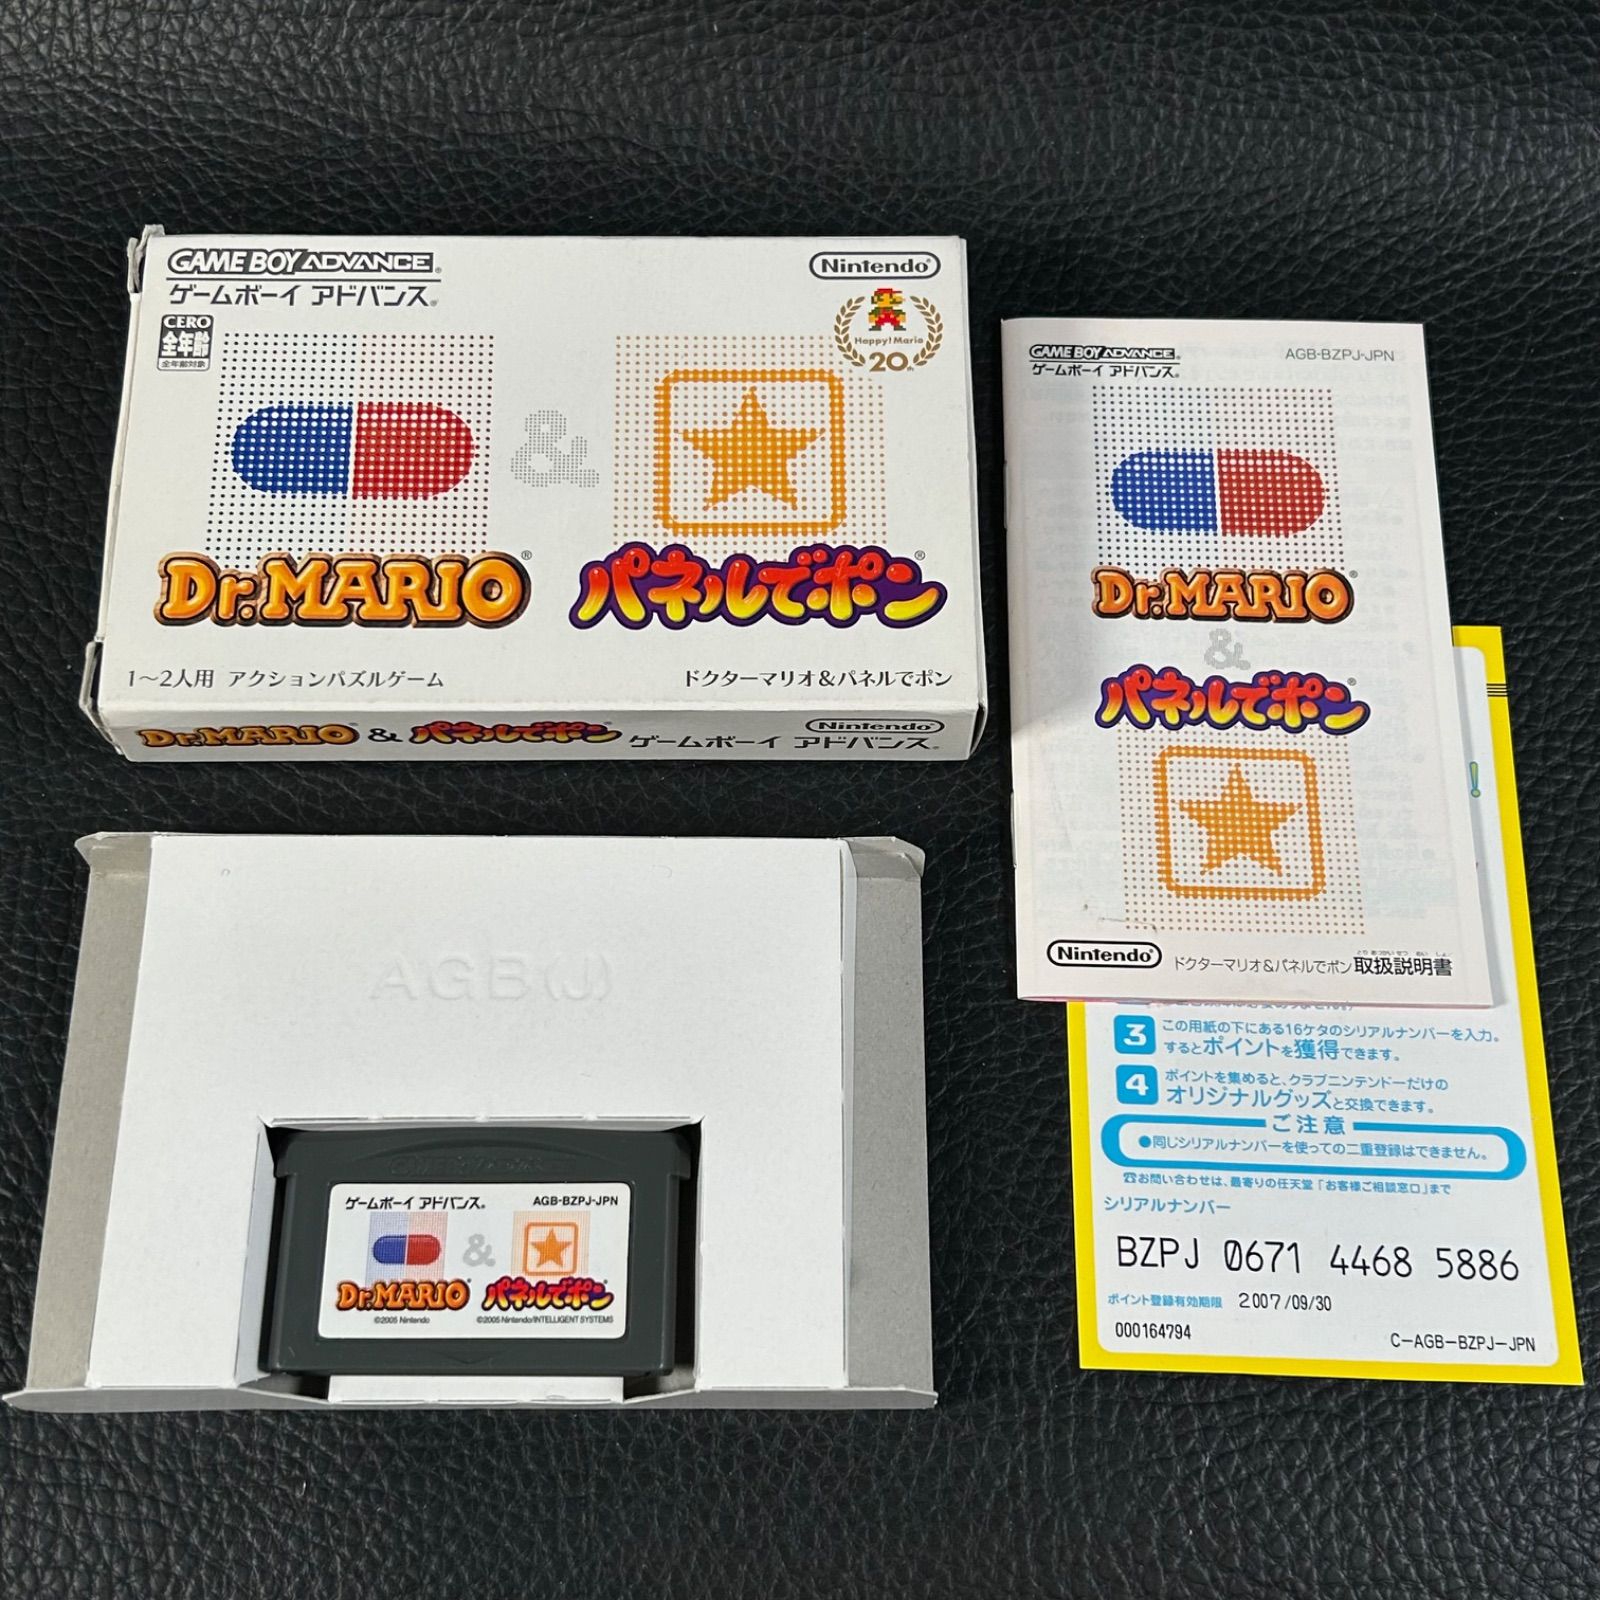 GAME BOY ADVANCE
ゲームボーイ アドバンス
Nintendo
CERO
全年齢
全年齢対象
Happy! Mario
20th
&
Dr.MARIO
パネルでポン
1～2人用 アクションパズルゲーム
ドクターマリオ&パネルでポン
Dr.MARIO & パネルでポン
Nintendo
ゲームボーイ アドバンス
GAME BOY ADVANCE
ゲームボーイ アドバンス
AGB-BZPJ-JPN
Dr.MARIO
&
パネルでポン
Nintendo
ドクターマリオ&パネルでポン 取扱説明書
AGB(J)
ゲームボーイ アドバンス
AGB-BZPJ-JPN
&
Dr.MARIO
パネルでポン
©2005 Nintendo
©2005 Nintendo/INTELLIGENT SYSTEMS
3 この用紙の下にある16ケタのシリアルナンバーを入力。
するとポイントを獲得できます。
4 ポイントを集めると、クラブニンテンドーだけの
オリジナルグッズと交換できます。
ご注意
●同じシリアルナンバーを使っての二重登録はできません。
☎お問い合わせは、最寄りの任天堂「お客様ご相談窓口」まで
シリアルナンバー
BZPJ 0671 4468 5886
ポイント登録有効期限 2007/09/30
000164794
C-AGB-BZPJ-JPN